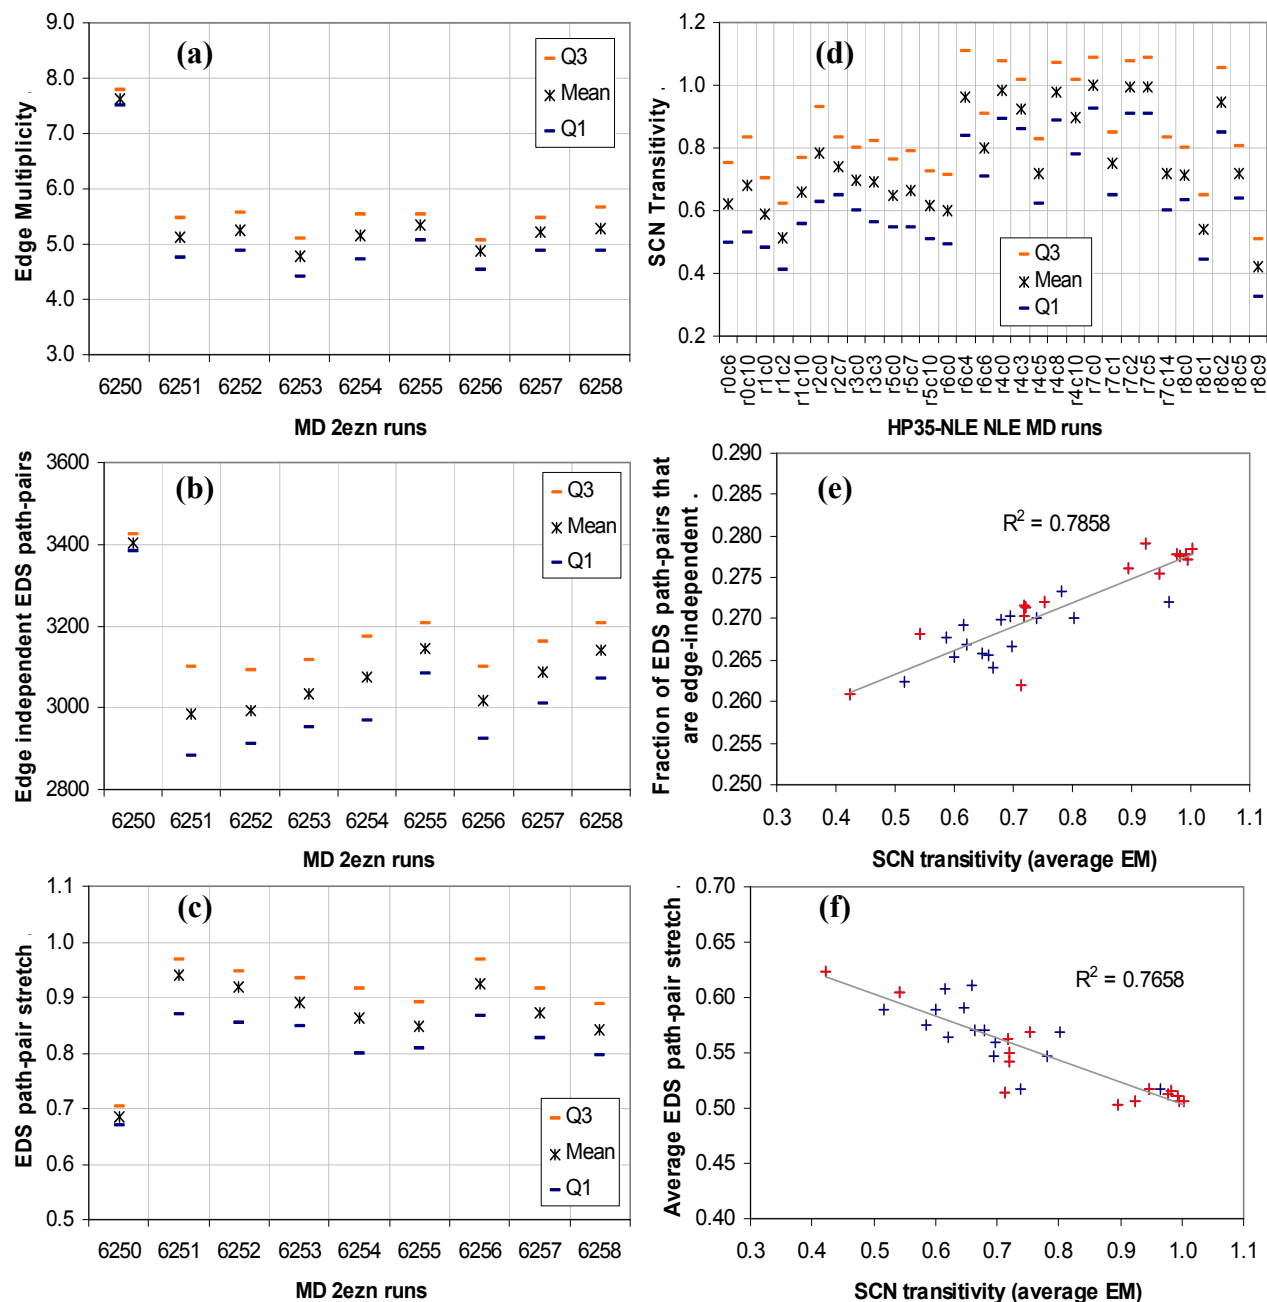 (a)
Edge Multiplicity .
9.0
8.0
7.0
6.0
5.0
4.0
3.0
Q3
Mean
Q1
6250 6251 6252 6253 6254 6255 6256 6257 6258
MD 2ezn runs
(b)
Edge independent EDS path-pairs
3600
3400
3200
3000
2800
Q3
Mean
Q1
6250 6251 6252 6253 6254 6255 6256 6257 6258
MD 2ezn runs
(c)
EDS path-pair stretch .
1.1
1.0
0.9
0.8
0.7
0.6
0.5
Q3
Mean
Q1
6250 6251 6252 6253 6254 6255 6256 6257 6258
MD 2ezn runs
(d)
SCN Transitivity .
1.2
1.0
0.8
0.6
0.4
0.2
Q3
Mean
Q1
r0c6 r0c10 r1c0 r1c2 r1c10 r2c0 r2c7 r3c0 r3c3 r5c0 r5c7 r5c10 r6c0 r6c4 r6c6 r4c0 r4c3 r4c5 r4c8 r4c10 r7c0 r7c1 r7c2 r7c5 r7c14 r8c0 r8c1 r8c2 r8c5 r8c9
HP35-NLE NLE MD runs
(e)
Fraction of EDS path-pairs that
are edge-independent .
0.290
0.285
0.280
0.275
0.270
0.265
0.260
0.255
0.250
R² = 0.7858
0.3 0.4 0.5 0.6 0.7 0.8 0.9 1.0 1.1
SCN transitivity (average EM)
(f)
Average EDS path-pair stretch .
0.70
0.65
0.60
0.55
0.50
0.45
0.40
R² = 0.7658
0.3 0.4 0.5 0.6 0.7 0.8 0.9 1.0 1.1
SCN transitivity (average EM)